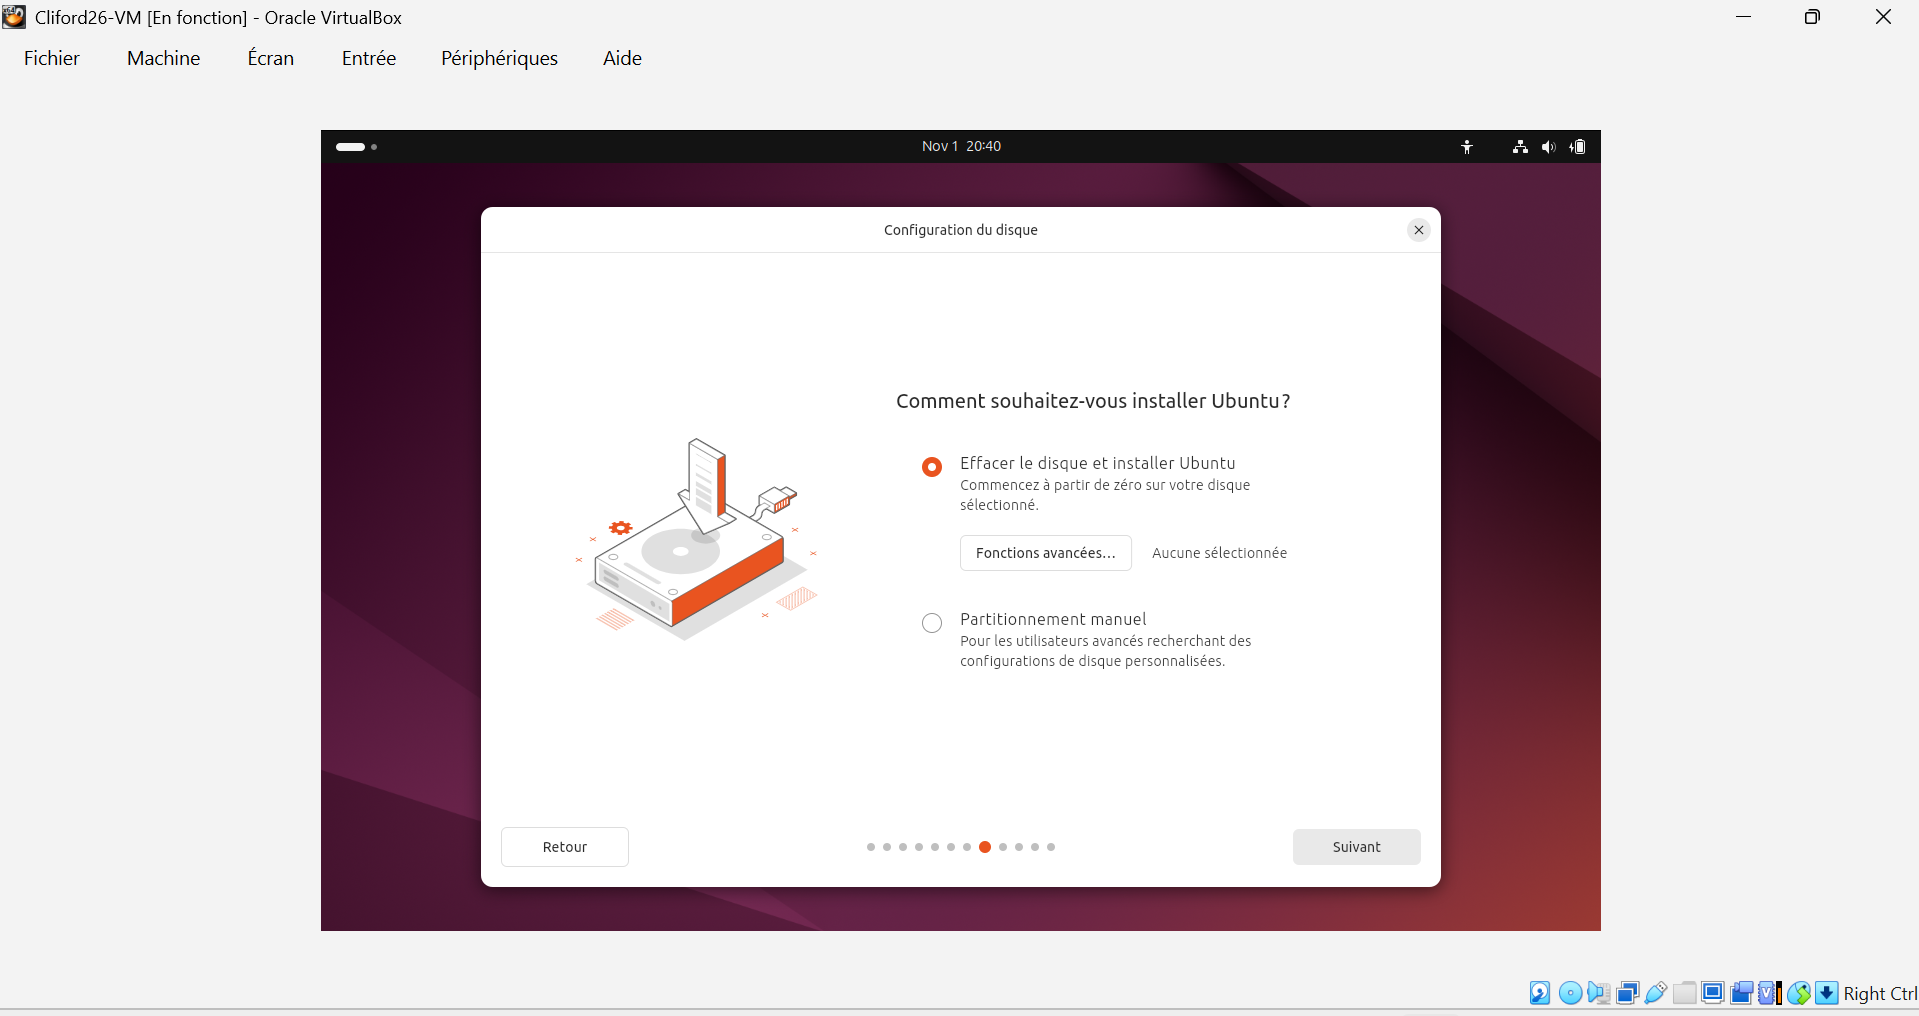 Cliford26-VM [En fonction] - Oracle VirtualBox
Fichier Machine Écran Entrée Périphériques Aide
Nov 1 20:40
Configuration du disque
Comment souhaitez-vous installer Ubuntu ?
Effacer le disque et installer Ubuntu
Commencez à partir de zéro sur votre disque
sélectionné.
Fonctions avancées... Aucune sélectionnée
Partitionnement manuel
Pour les utilisateurs avancés recherchant des
configurations de disque personnalisées.
Retour Suivant
Right Ctrl